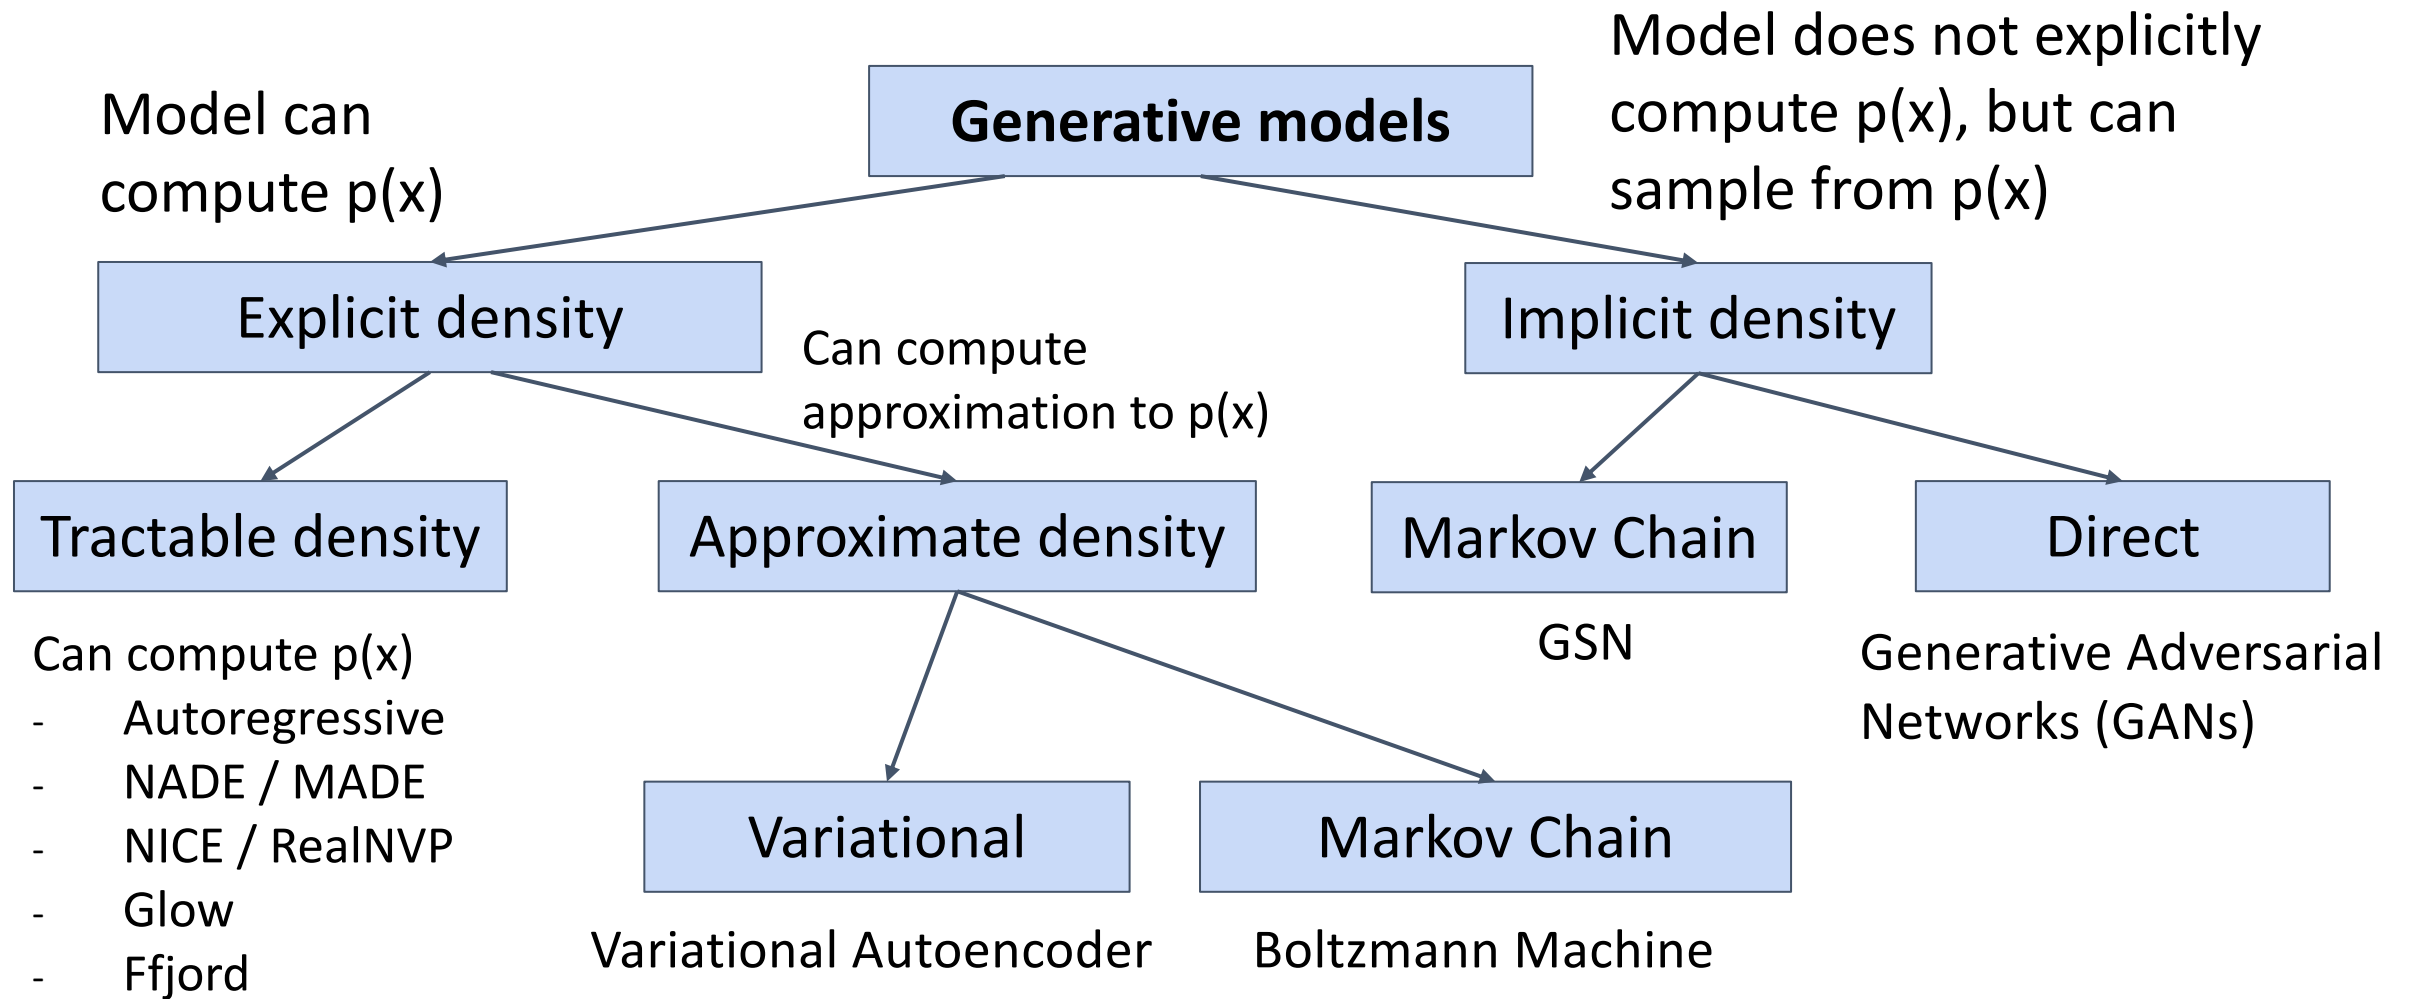 Model does not explicitly
compute p(x), but can
sample from p(x)
Generative models
Model can
compute p(x)
Explicit density
Implicit density
Can compute
approximation to p(x)
Tractable density
Approximate density
Markov Chain
Direct
GSN
Generative Adversarial
Networks (GANs)
Can compute p(x)
- Autoregressive
- NADE / MADE
- NICE / RealNVP
- Glow
- Ffjord
Variational
Markov Chain
Variational Autoencoder
Boltzmann Machine